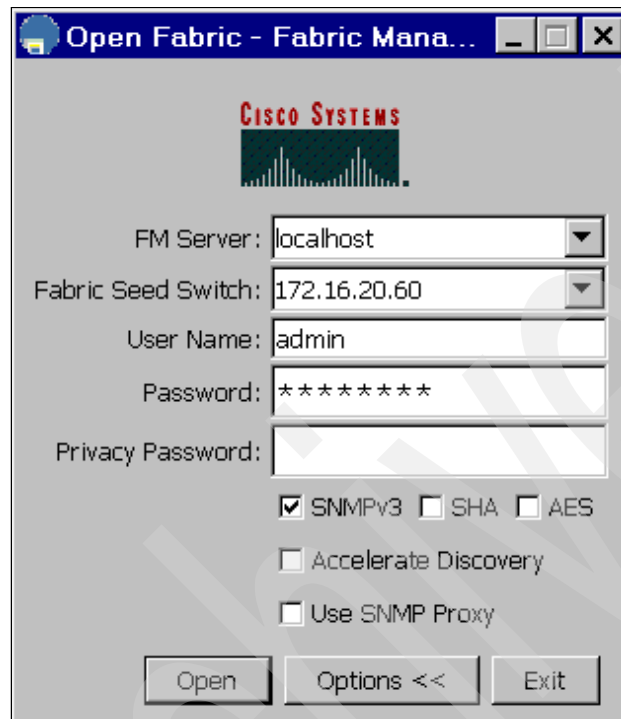 Open Fabric - Fabric Mana...
CISCO SYSTEMS
FM Server: localhost
Fabric Seed Switch: 172.16.20.60
User Name: admin
Password: ********
Privacy Password:
SNMPv3 SHA AES
Accelerate Discovery
Use SNMP Proxy
Open Options << Exit